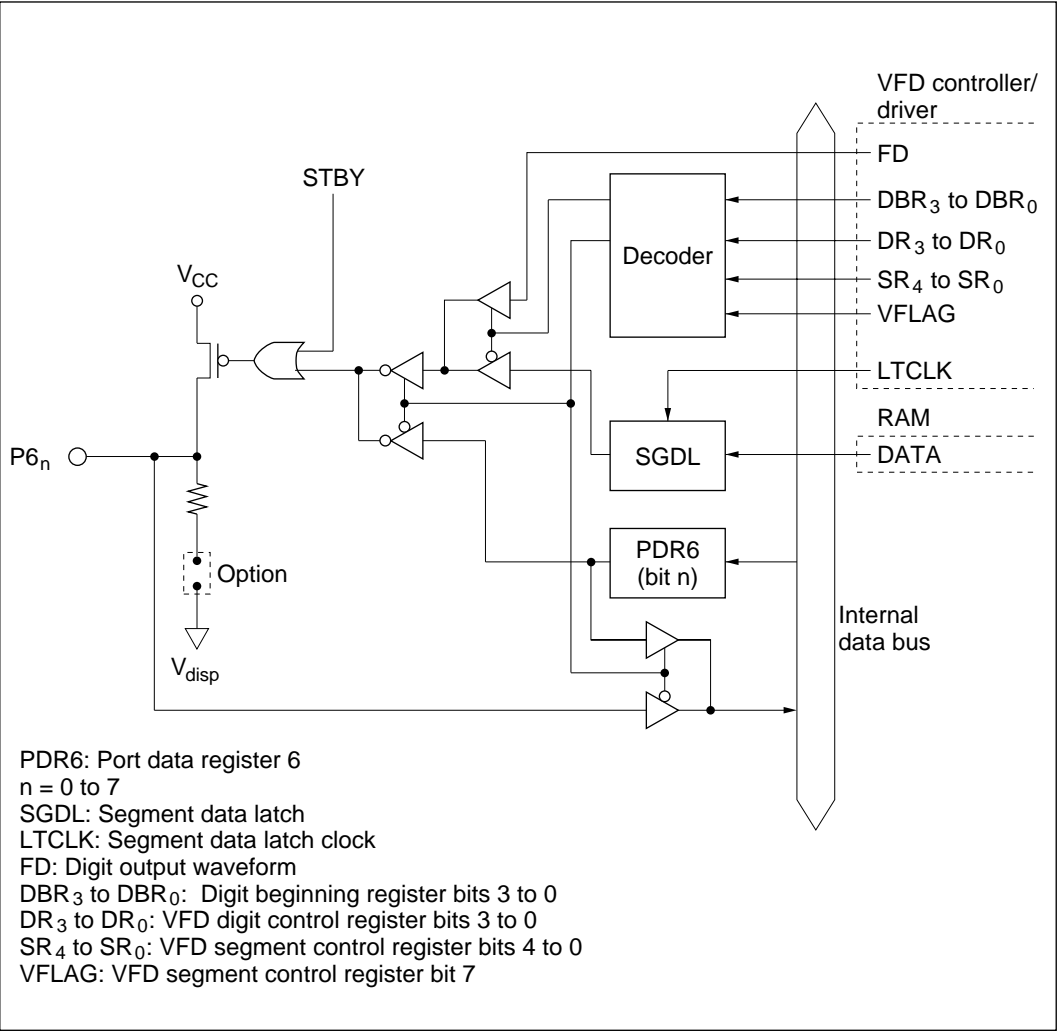 VFD controller/
driver
FD
STBY
DBR3 to DBR0
DR3 to DR0
Decoder
VCC
SR4 to SR0
VFLAG
LTCLK
RAM
P6n
SGDL
DATA
PDR6
(bit n)
Option
Internal
data bus
Vdisp
PDR6: Port data register 6
n = 0 to 7
SGDL: Segment data latch
LTCLK: Segment data latch clock
FD: Digit output waveform
DBR3 to DBR0: Digit beginning register bits 3 to 0
DR3 to DR0: VFD digit control register bits 3 to 0
SR4 to SR0: VFD segment control register bits 4 to 0
VFLAG: VFD segment control register bit 7